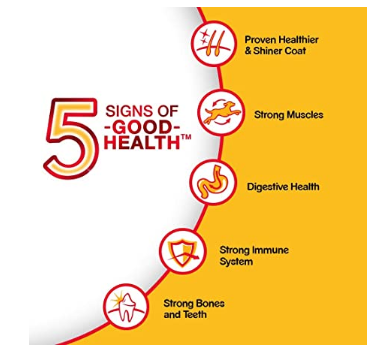 5
SIGNS OF
-GOOD-
HEALTH™
Proven Healthier
& Shiner Coat
Strong Muscles
Digestive Health
Strong Immune
System
Strong Bones
and Teeth